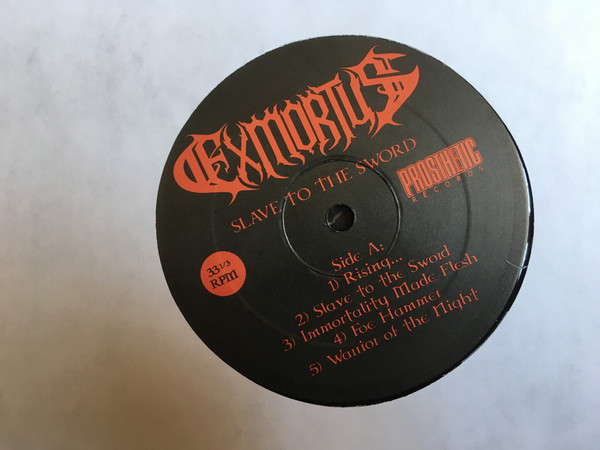 EXMORTUS
SLAVE TO THE SWORD
PROSTHETIC
RECORDS
33 1/3
RPM
Side A:
1) Rising...
2) Slave to the Sword
3) Immortality Made Flesh
4) Foe Hammer
5) Warrior of the Night